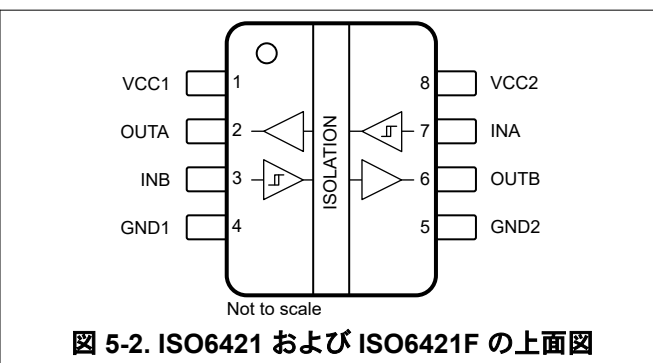 VCC1 1 8 VCC2
OUTA 2 7 INA
INB 3 6 OUTB
GND1 4 5 GND2
ISOLATION
Not to scale
図 5-2. ISO6421 および ISO6421F の上面図